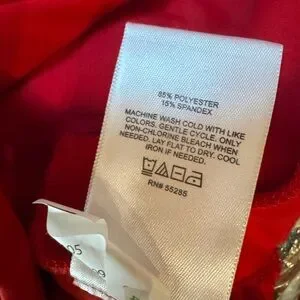 85% POLYESTER
15% SPANDEX
MACHINE WASH COLD WITH LIKE
COLORS. GENTLE CYCLE. ONLY
NON-CHLORINE BLEACH WHEN
NEEDED. LAY FLAT TO DRY. COOL
IRON IF NEEDED.
RN# 55285